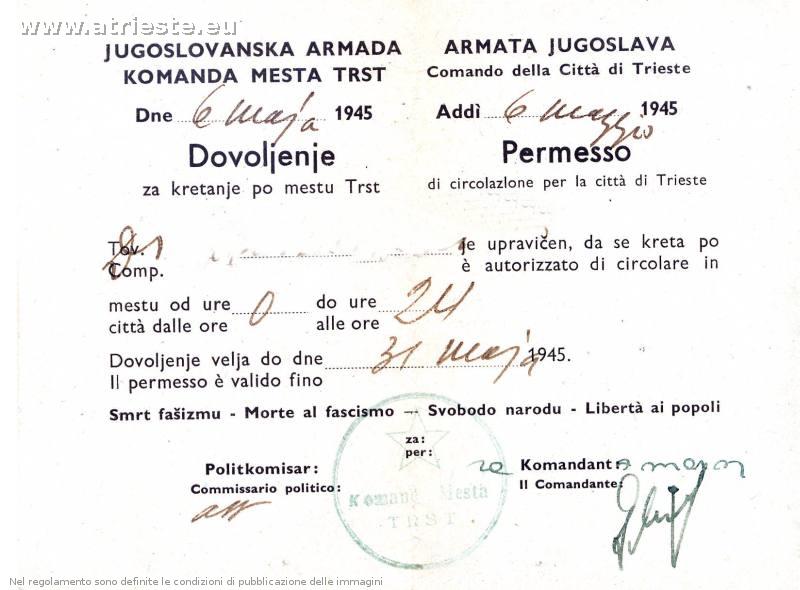 www.atrieste.eu
JUGOSLOVANSKA ARMADA
KOMANDA MESTA TRST
Dne 6 maja 1945
Dovoljenje
za kretanje po mestu Trst
ARMATA JUGOSLAVA
Comando della Città di Trieste
Addì 6 maggio 1945
Permesso
di circolazione per la città di Trieste
Tov. je upravičen, da se kreta po
Comp. è autorizzato di circolare in
mestu od ure 0 do ure 24
città dalle ore alle ore
Dovoljenje velja do dne 31 maja 1945.
Il permesso è valido fino
Smrt fašizmu - Morte al fascismo — Svobodo narodu - Libertà ai popoli
za:
per:
Politkomisar: za Komandant:
Commissario politico: Il Comandante:
Komanda Mesta
TRST
Nel regolamento sono definite le condizioni di pubblicazione delle immagini